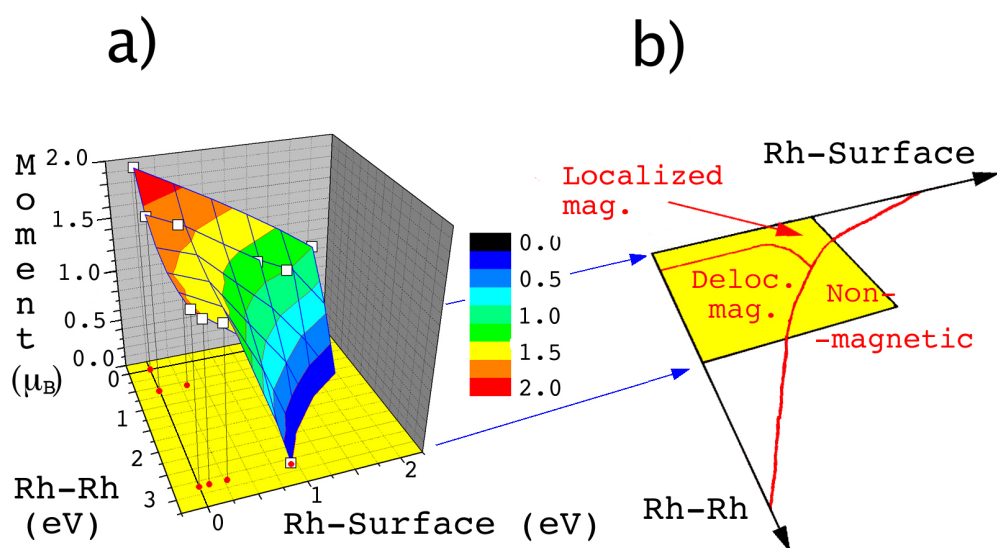 a)
b)
Moment
(μB)
2.0
1.5
1.0
0.5
0.0
0
1
2
3
Rh-Rh
(eV)
0
1
2
Rh-Surface (eV)
0.0
0.5
1.0
1.5
2.0
Rh-Surface
Localized
mag.
Deloc.
mag.
Non-
-magnetic
Rh-Rh